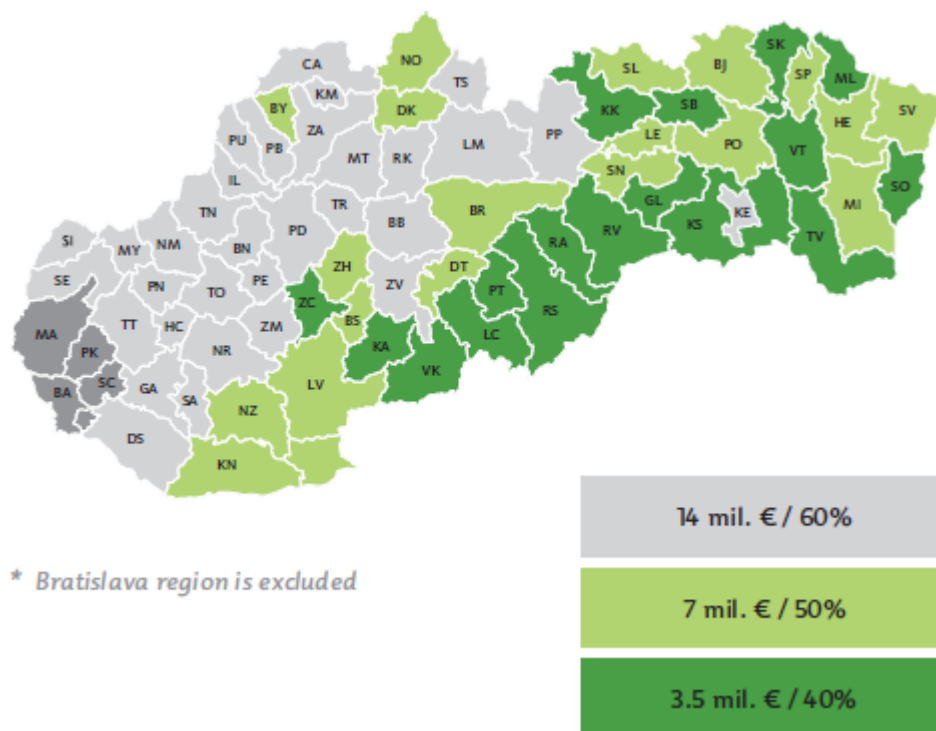 CA
NO
TS
KM
BY
DK
ZA
PU
PB
MT
RK
LM
PP
IL
SL
BJ
SK
SP
ML
KK
SB
HE
SV
LE
PO
VT
SN
SO
GL
MI
KS
KE
TV
TN
TR
BB
BR
RV
RA
SI
MY
NM
BN
PD
SE
PN
TO
PE
ZH
ZV
DT
ZC
PT
RS
MA
TT
HC
ZM
BS
KA
LC
PK
NR
VK
BA
SC
GA
SA
LV
NZ
DS
KN
14 mil. € / 60%
* Bratislava region is excluded
7 mil. € / 50%
3.5 mil. € / 40%